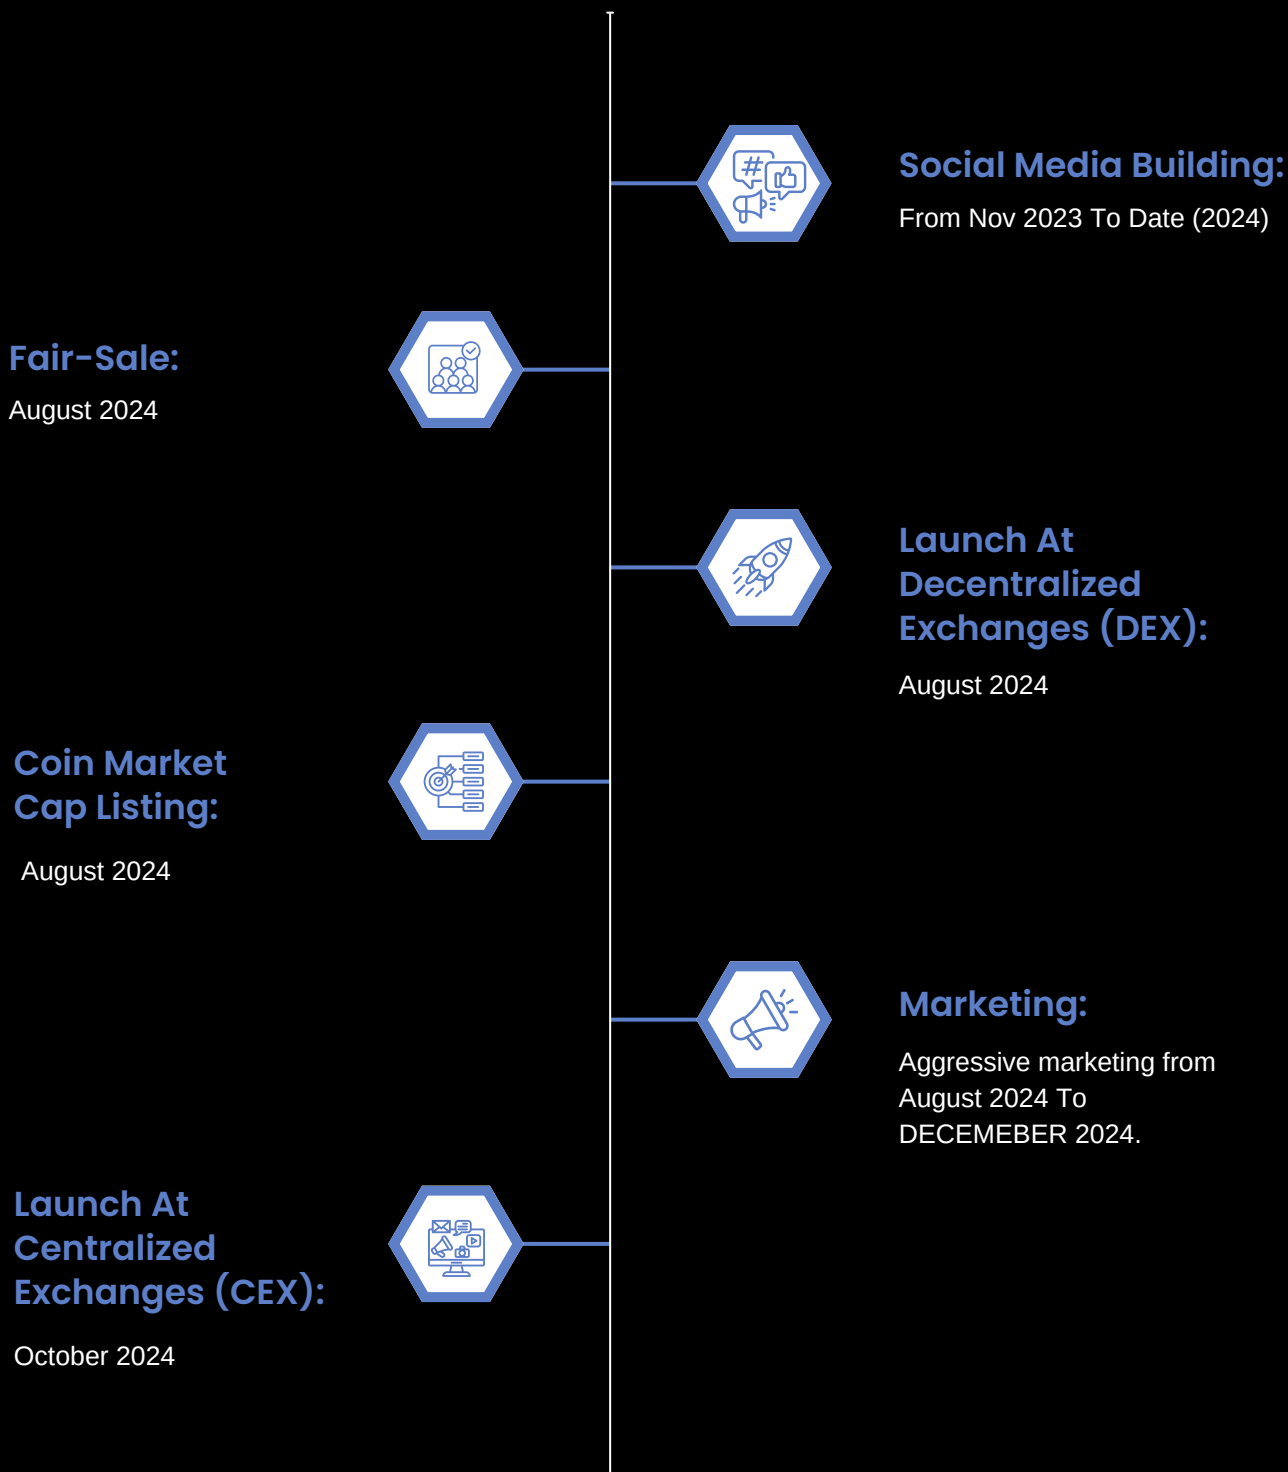 Social Media Building:
From Nov 2023 To Date (2024)
Fair-Sale:
August 2024
Launch At
Decentralized
Exchanges (DEX):
August 2024
Coin Market
Cap Listing:
August 2024
Marketing:
Aggressive marketing from
August 2024 To
DECEMEBER 2024.
Launch At
Centralized
Exchanges (CEX):
October 2024